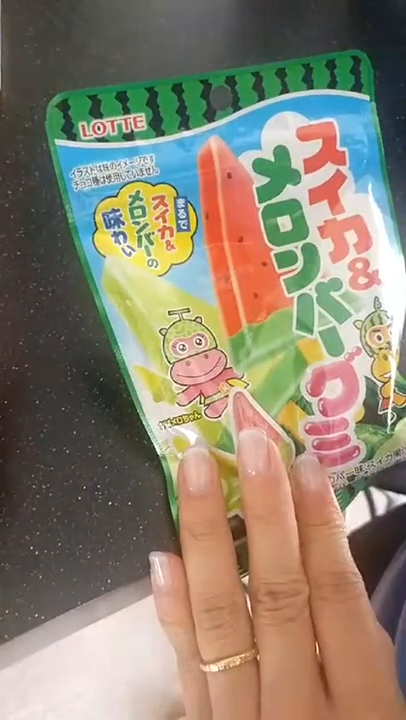 LOTTE
イラストは味のイメージです
チョコ種は使用していません
まるで
スイカ&
メロンバーの
味わい
スイカ&
メロンバー
グミ